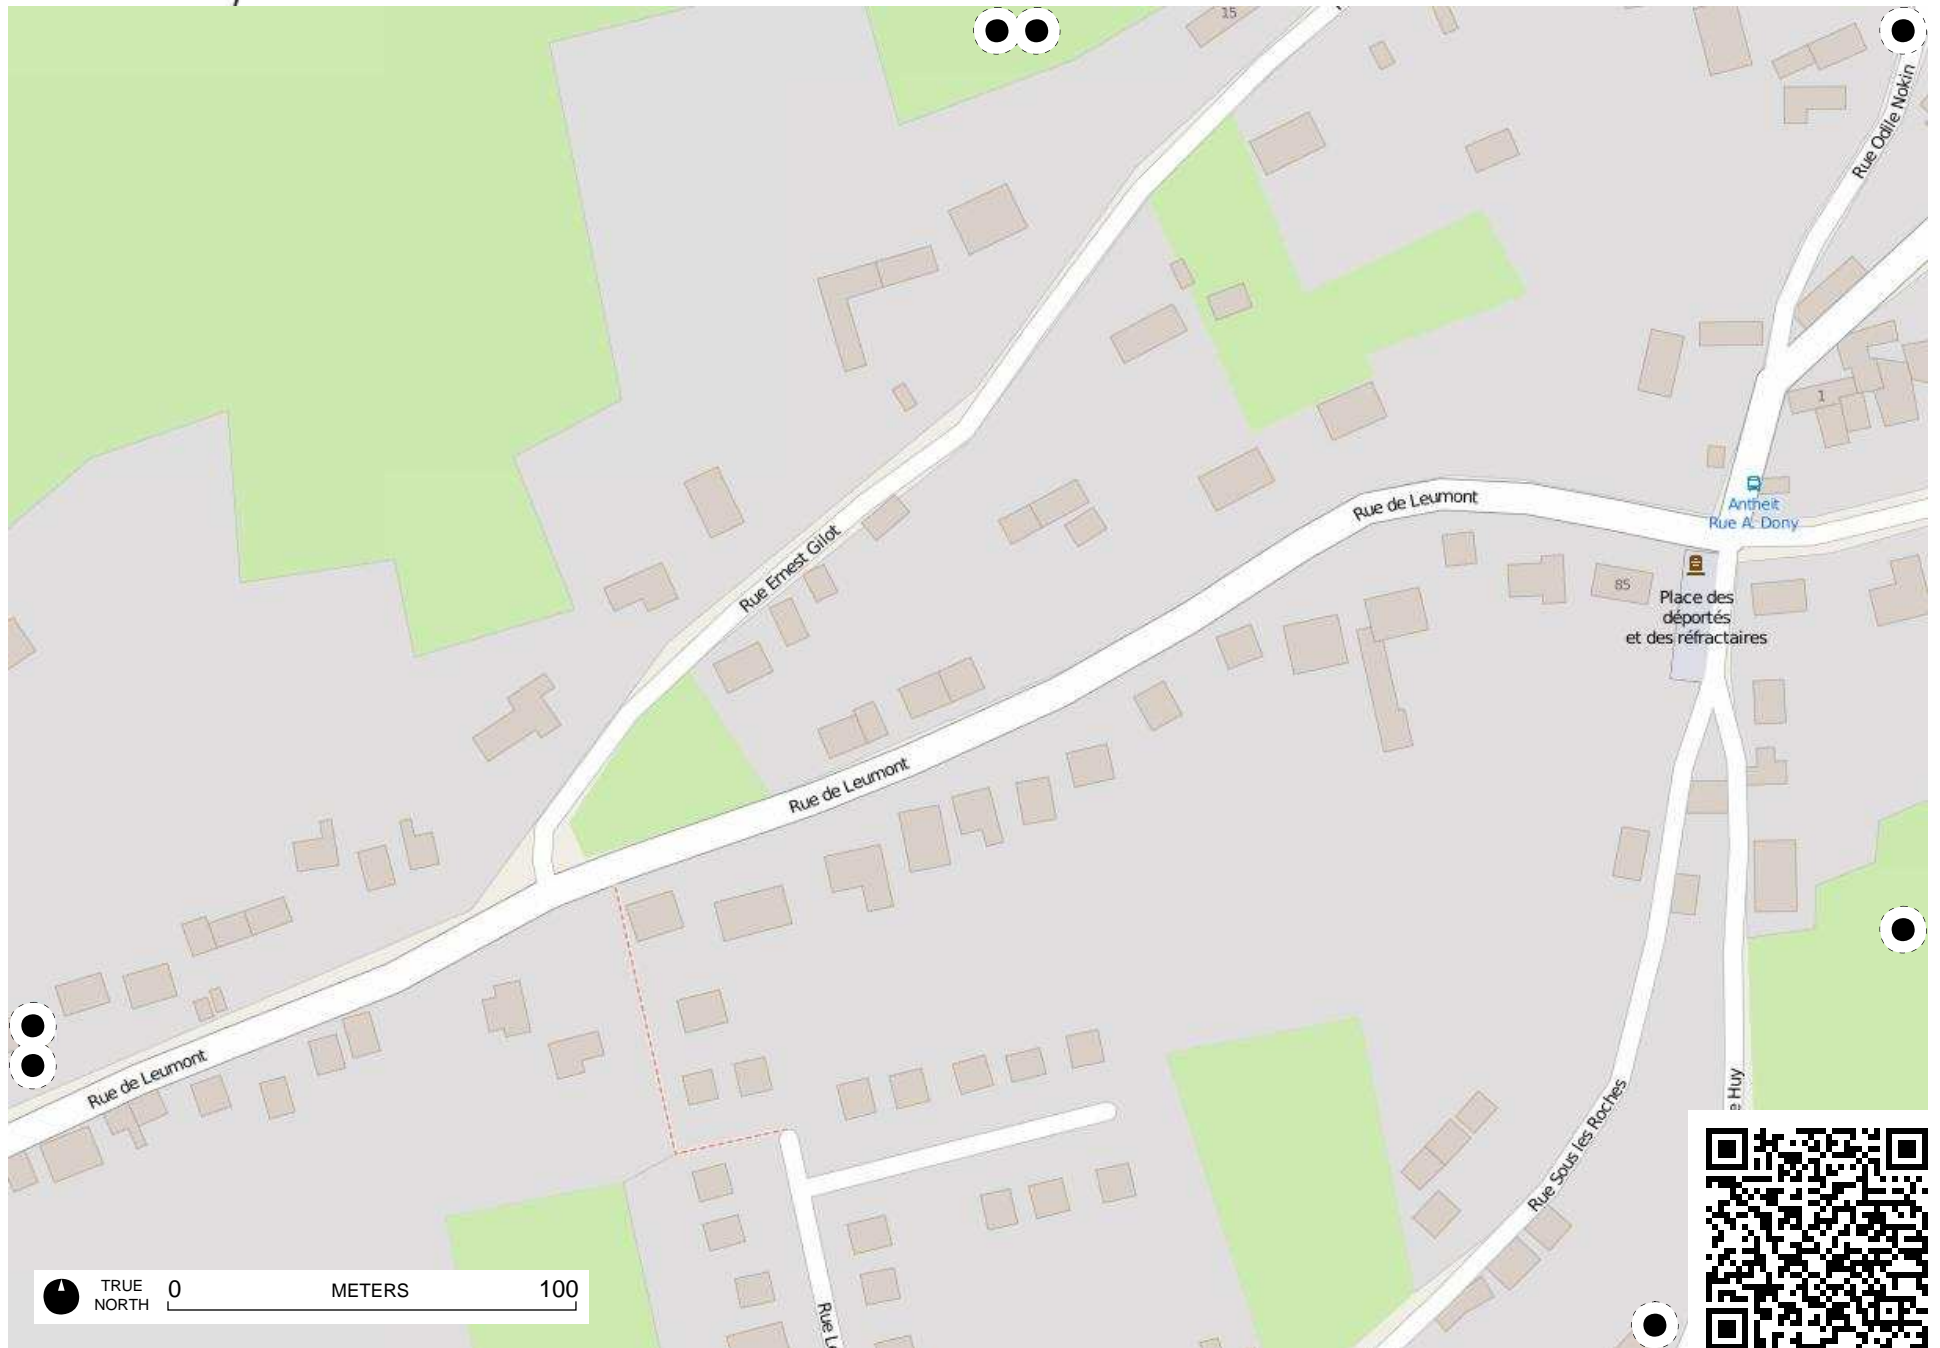 15
Rue Odile Nokin
1
Rue de Leumont
Antheit
Rue A. Dony
Rue Ernest Gilot
85
Place des
déportés
et des réfractaires
Rue de Leumont
Rue de Leumont
e Huy
Rue Sous les Roches
TRUE
NORTH
0 METERS 100
Rue L